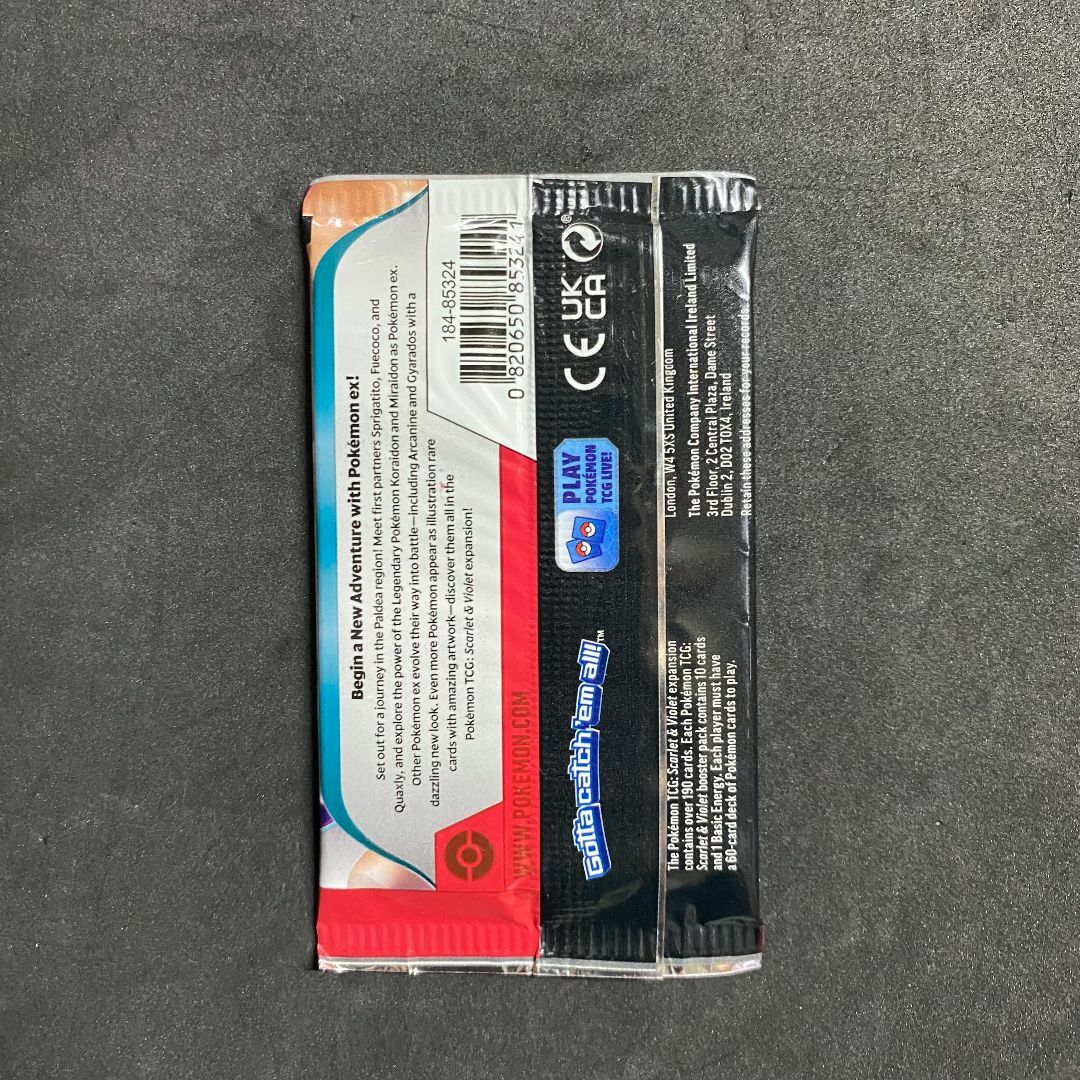 Begin a New Adventure with Pokémon ex!
Set out for a journey in the Paldea region! Meet first partners Sprigatito, Fuecoco, and
Quaxly, and explore the power of the Legendary Pokémon Koraidon and Miraidon as Pokémon ex.
Other Pokémon ex evolve their way into battle—including Arcanine and Gyarados with a
dazzling new look. Even more Pokémon appear as illustration rare
cards with amazing artwork—discover them all in the
Pokémon TCG: Scarlet & Violet expansion!
184-85324
0 820650 853241
WWW.POKEMON.COM
Gotta catch 'em all!™
PLAY
POKÉMON
TCG LIVE!
CE UK
CA
®
The Pokémon TCG: Scarlet & Violet expansion
contains over 190 cards. Each Pokémon TCG:
Scarlet & Violet booster pack contains 10 cards
and 1 Basic Energy. Each player must have
a 60-card deck of Pokémon cards to play.
London, W4 5XS United Kingdom
The Pokémon Company International Ireland Limited
3rd Floor, 2 Central Plaza, Dame Street
Dublin 2, D02 T0X4, Ireland
Retain these addresses for your records.